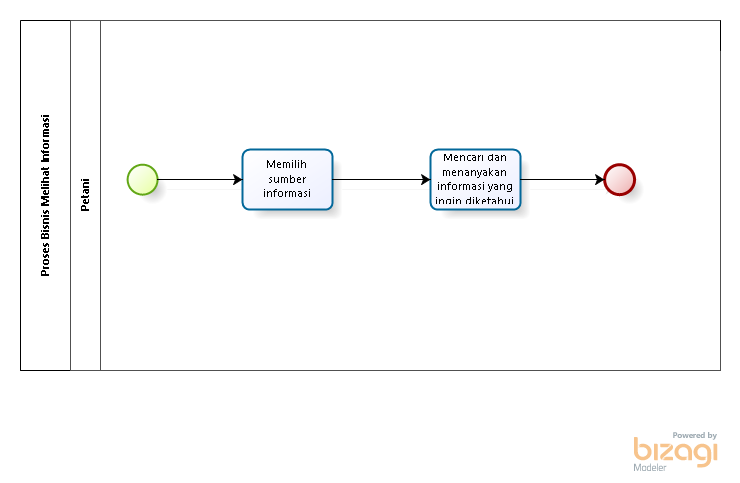 Proses Bisnis Melihat Informasi
Petani
Memilih
sumber
informasi
Mencari dan
menanyakan
informasi yang
ingin diketahui
Powered by
bizagi
Modeler